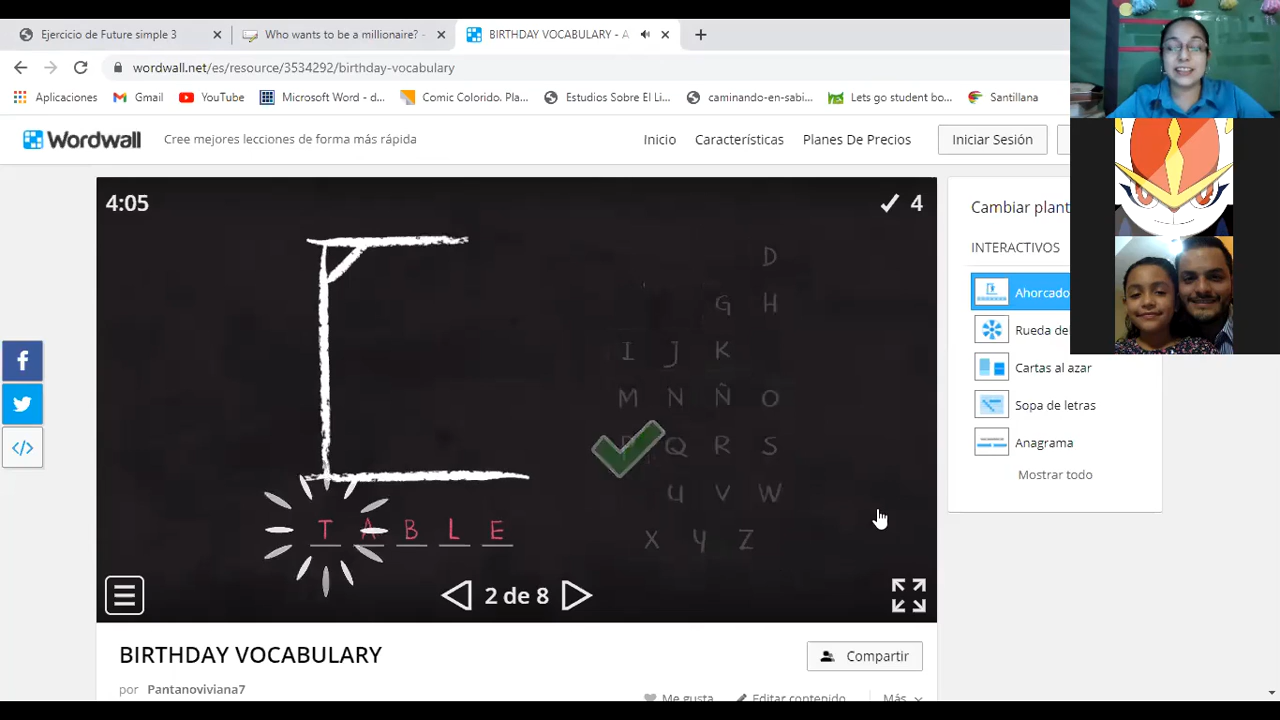 Ejercicio de Future simple 3
Who wants to be a millionaire? -
BIRTHDAY VOCABULARY - A
wordwall.net/es/resource/3534292/birthday-vocabulary
Aplicaciones
Gmail
YouTube
Microsoft Word - d...
Comic Colorido. Pla...
Estudios Sobre El Li...
caminando-en-sabi...
Lets go student bo...
Santillana
Wordwall
Cree mejores lecciones de forma más rápida
Inicio
Características
Planes De Precios
Iniciar Sesión
4:05
4
D
G H
I J K
M N Ñ O
Q R S
U V W
X Y Z
T A B L E
2 de 8
Cambiar plant
INTERACTIVOS
Ahorcado
Rueda de
Cartas al azar
Sopa de letras
Anagrama
Mostrar todo
BIRTHDAY VOCABULARY
Compartir
por Pantanoviviana7
Me gusta
Editar contenido
Más